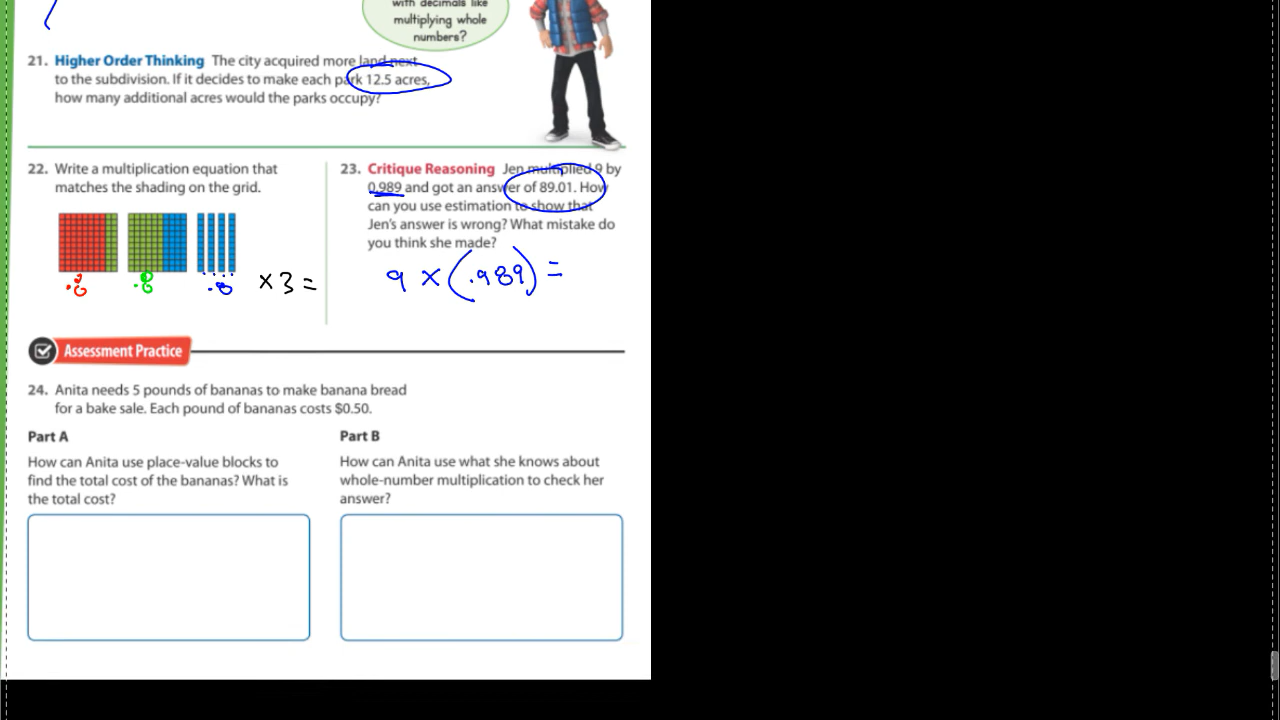 with decimals like
multiplying whole
numbers?
21. Higher Order Thinking The city acquired more land next
to the subdivision. If it decides to make each park 12.5 acres,
how many additional acres would the parks occupy?
22. Write a multiplication equation that
matches the shading on the grid.
.8 .8 .8 × 3 =
23. Critique Reasoning Jen multiplied 9 by
0.989 and got an answer of 89.01. How
can you use estimation to show that
Jen's answer is wrong? What mistake do
you think she made?
9 × (.989) =
Assessment Practice
24. Anita needs 5 pounds of bananas to make banana bread
for a bake sale. Each pound of bananas costs $0.50.
Part A
How can Anita use place-value blocks to
find the total cost of the bananas? What is
the total cost?
Part B
How can Anita use what she knows about
whole-number multiplication to check her
answer?